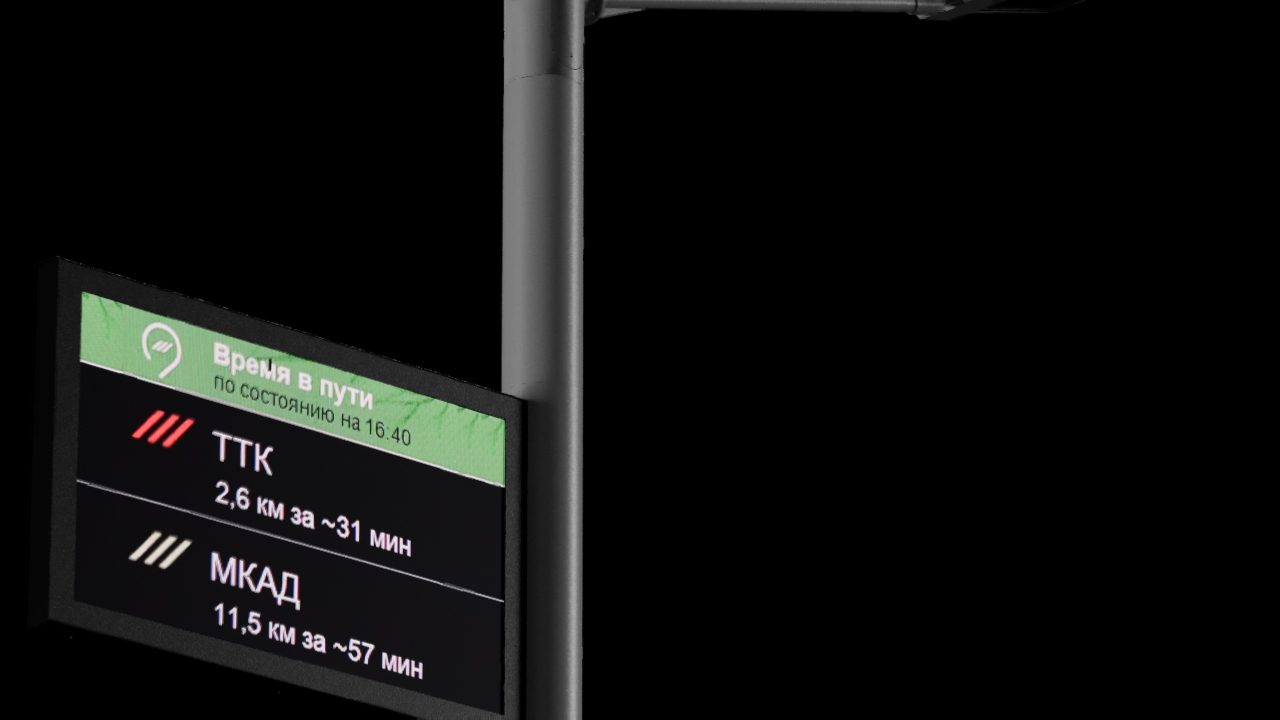 Время в пути
по состоянию на 16:40
ТТК
2,6 км за ~31 мин
МКАД
11,5 км за ~57 мин